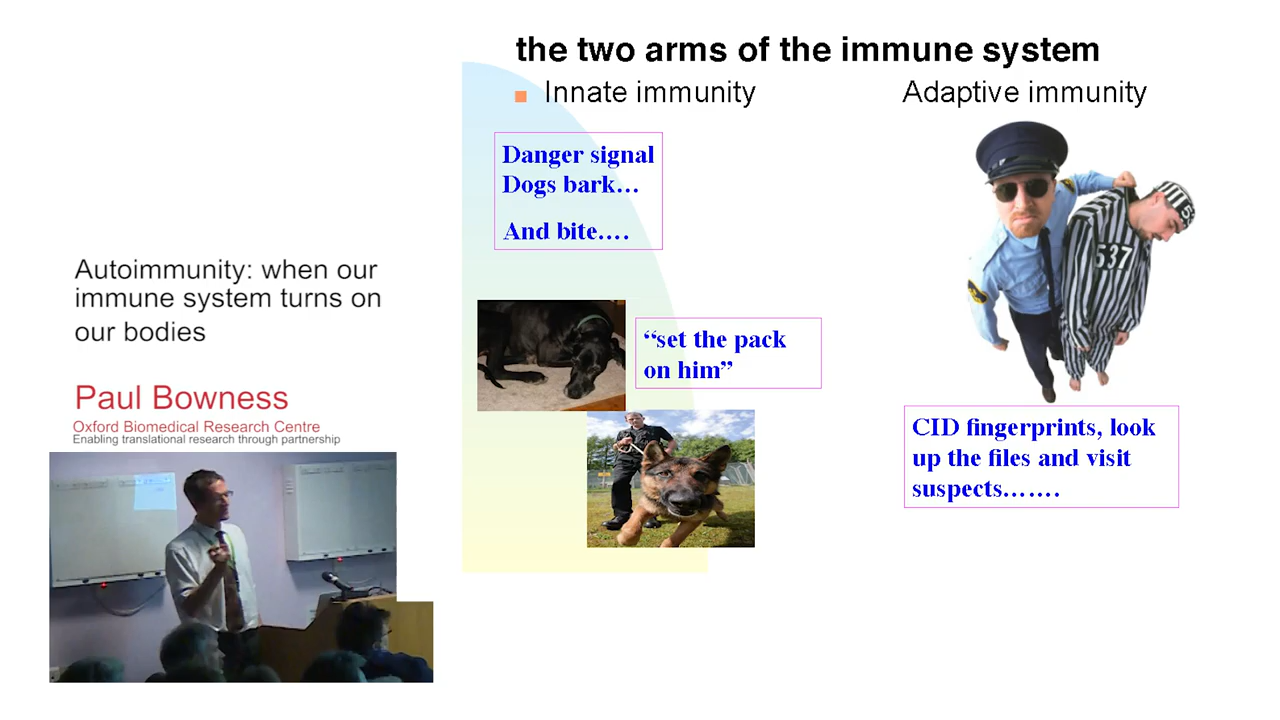 the two arms of the immune system
Innate immunity
Adaptive immunity
Danger signal
Dogs bark…
And bite….
“set the pack
on him”
537
CID fingerprints, look
up the files and visit
suspects…….
Autoimmunity: when our
immune system turns on
our bodies
Paul Bowness
Oxford Biomedical Research Centre
Enabling translational research through partnership